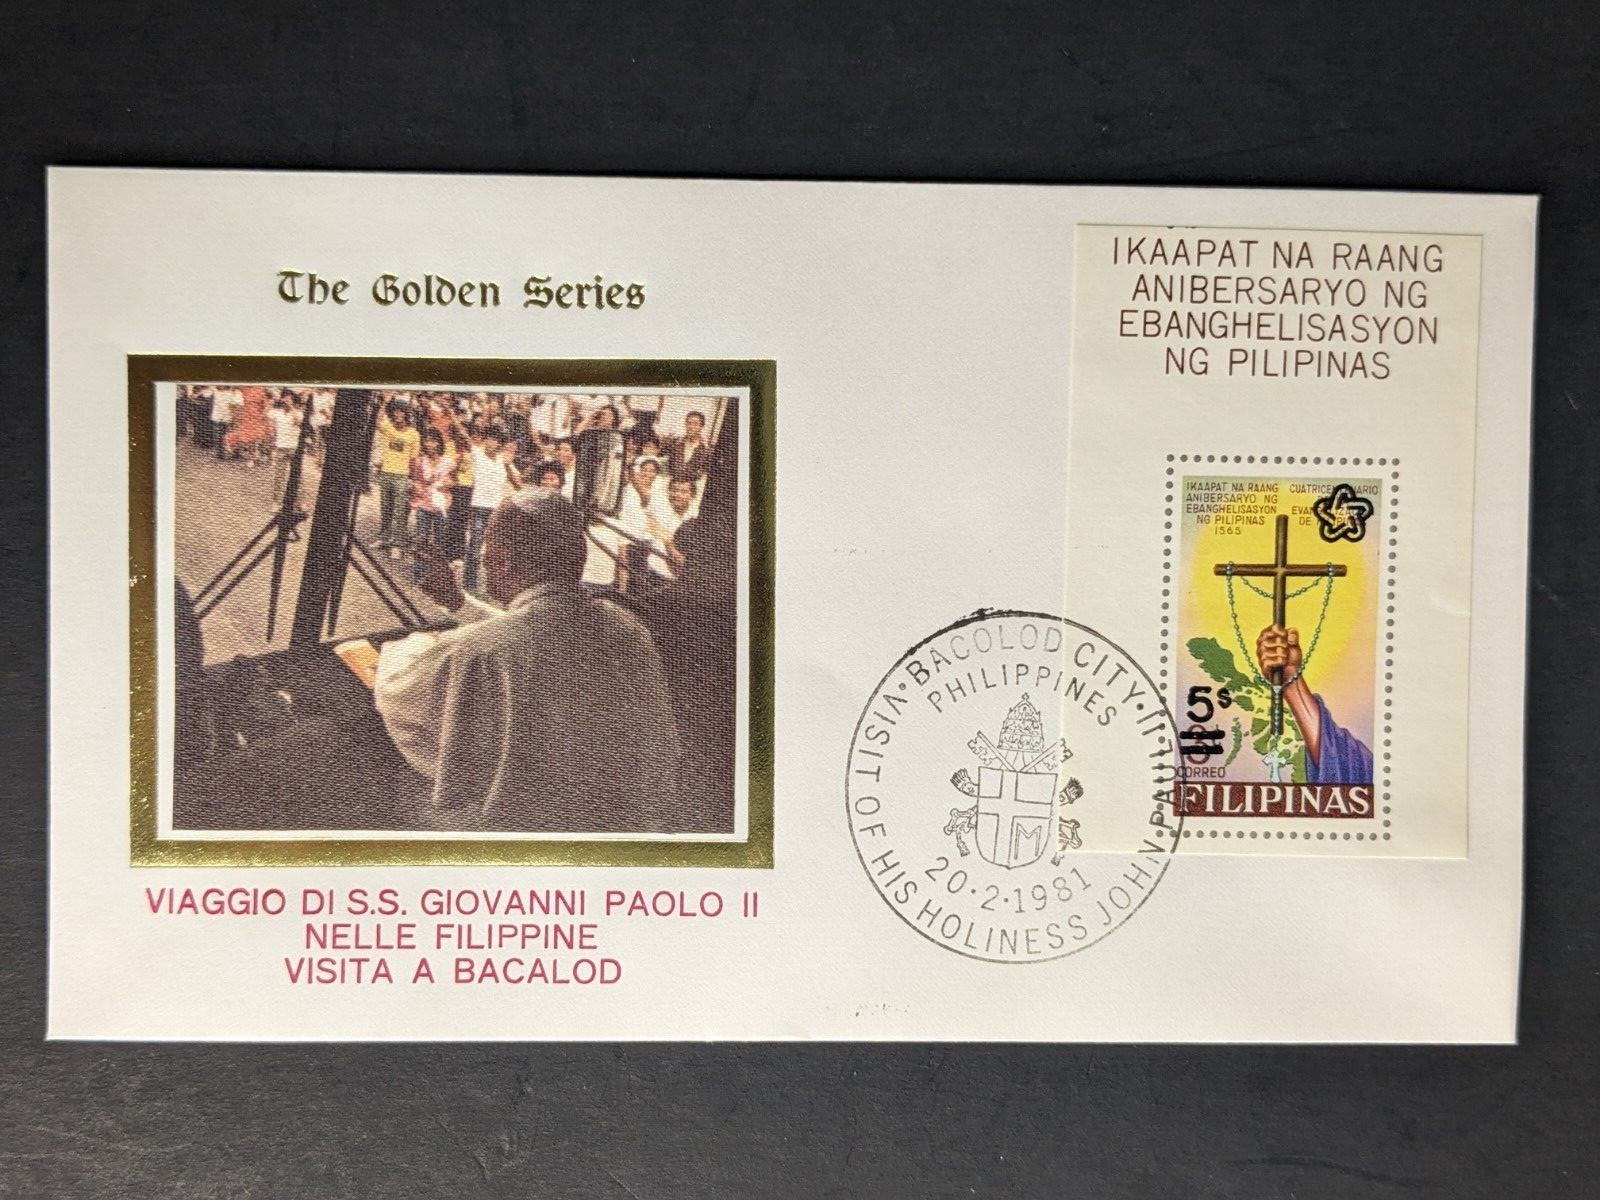 The Golden Series
VIAGGIO DI S.S. GIOVANNI PAOLO II
NELLE FILIPPINE
VISITA A BACALOD
IKAAPAT NA RAANG
ANIBERSARYO NG
EBANGHELISASYON
NG PILIPINAS
IKAAPAT NA RAANG
ANIBERSARYO NG
EBANGHELISASYON
NG PILIPINAS
1565
DE
5s
CORREO
FILIPINAS
BACOLOD CITY
PHILIPPINES
M
20·2·1981
VISIT OF HIS HOLINESS JOHN PAUL II